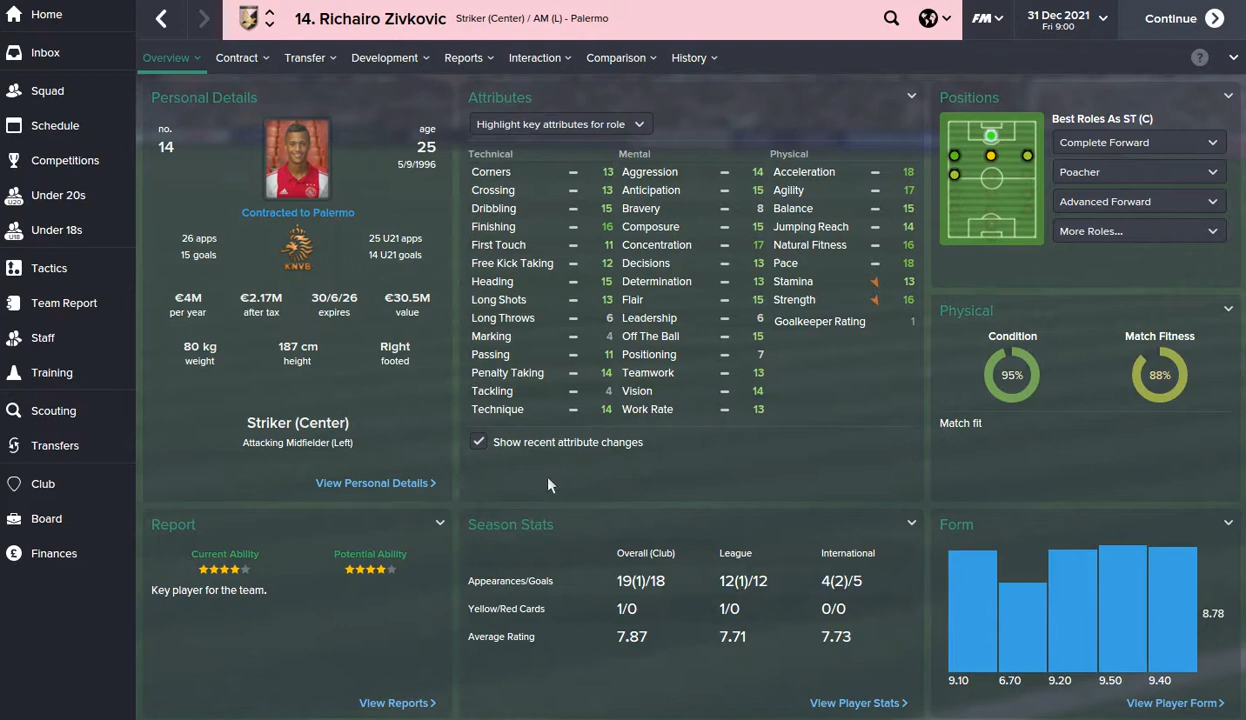 Home
14. Richairo Zivkovic
Striker (Center) / AM (L) - Palermo
FM
31 Dec 2021
Fri 9:00
Continue
Inbox
Squad
Schedule
Competitions
U20
Under 20s
U18
Under 18s
Tactics
Team Report
Staff
Training
Scouting
Transfers
Club
Board
£ Finances
Overview
Contract
Transfer
Development
Reports
Interaction
Comparison
History
?
Personal Details
no.
14
age
25
5/9/1996
Contracted to Palermo
26 apps
15 goals
KNVB
25 U21 apps
14 U21 goals
€4M
per year
€2.17M
after tax
30/6/26
expires
€30.5M
value
80 kg
weight
187 cm
height
Right
footed
Striker (Center)
Attacking Midfielder (Left)
View Personal Details >
Attributes
Highlight key attributes for role
Technical Mental Physical
Corners - 13 Aggression - 14 Acceleration - 18
Crossing - 13 Anticipation - 15 Agility - 17
Dribbling - 15 Bravery - 8 Balance - 15
Finishing - 16 Composure - 15 Jumping Reach - 14
First Touch - 11 Concentration - 17 Natural Fitness - 16
Free Kick Taking - 12 Decisions - 13 Pace - 18
Heading - 15 Determination - 13 Stamina 13
Long Shots - 13 Flair - 15 Strength 16
Long Throws - 6 Leadership - 6 Goalkeeper Rating 1
Marking - 4 Off The Ball - 15
Passing - 11 Positioning - 7
Penalty Taking - 14 Teamwork - 13
Tackling - 4 Vision - 14
Technique - 14 Work Rate - 13
Show recent attribute changes
Positions
Best Roles As ST (C)
Complete Forward
Poacher
Advanced Forward
More Roles...
Physical
Condition
95%
Match Fitness
88%
Match fit
Report
Current Ability
Potential Ability
Key player for the team.
View Reports >
Season Stats
Overall (Club) League International
Appearances/Goals 19(1)/18 12(1)/12 4(2)/5
Yellow/Red Cards 1/0 1/0 0/0
Average Rating 7.87 7.71 7.73
View Player Stats >
Form
8.78
9.10 6.70 9.20 9.50 9.40
View Player Form >